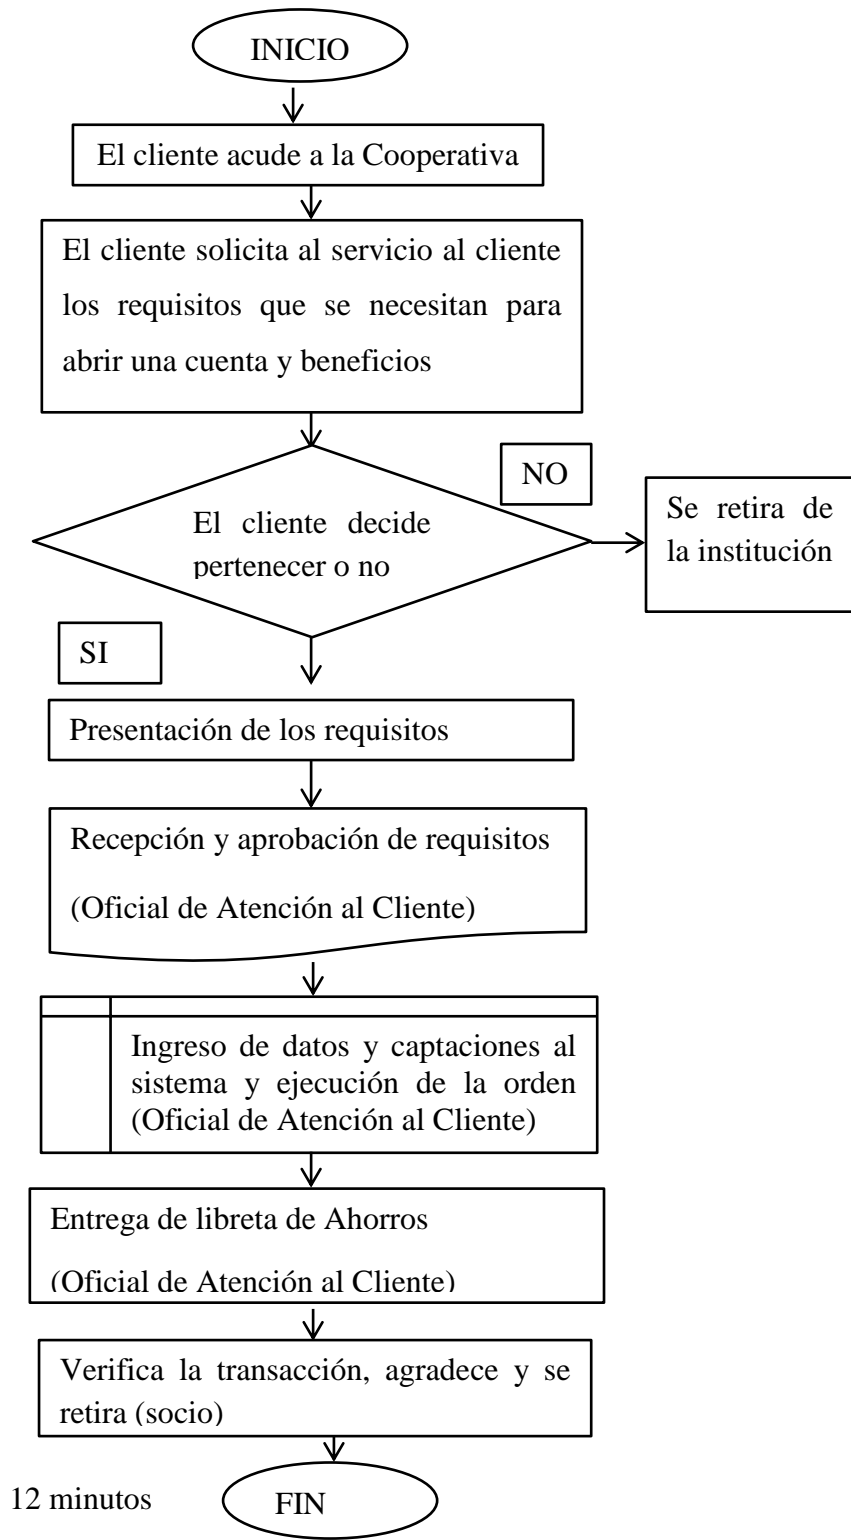 INICIO
El cliente acude a la Cooperativa
El cliente solicita al servicio al cliente
los requisitos que se necesitan para
abrir una cuenta y beneficios
NO
El cliente decide
pertenecer o no
Se retira de
la institución
SI
Presentación de los requisitos
Recepción y aprobación de requisitos
(Oficial de Atención al Cliente)
Ingreso de datos y captaciones al
sistema y ejecución de la orden
(Oficial de Atención al Cliente)
Entrega de libreta de Ahorros
(Oficial de Atención al Cliente)
Verifica la transacción, agradece y se
retira (socio)
12 minutos
FIN